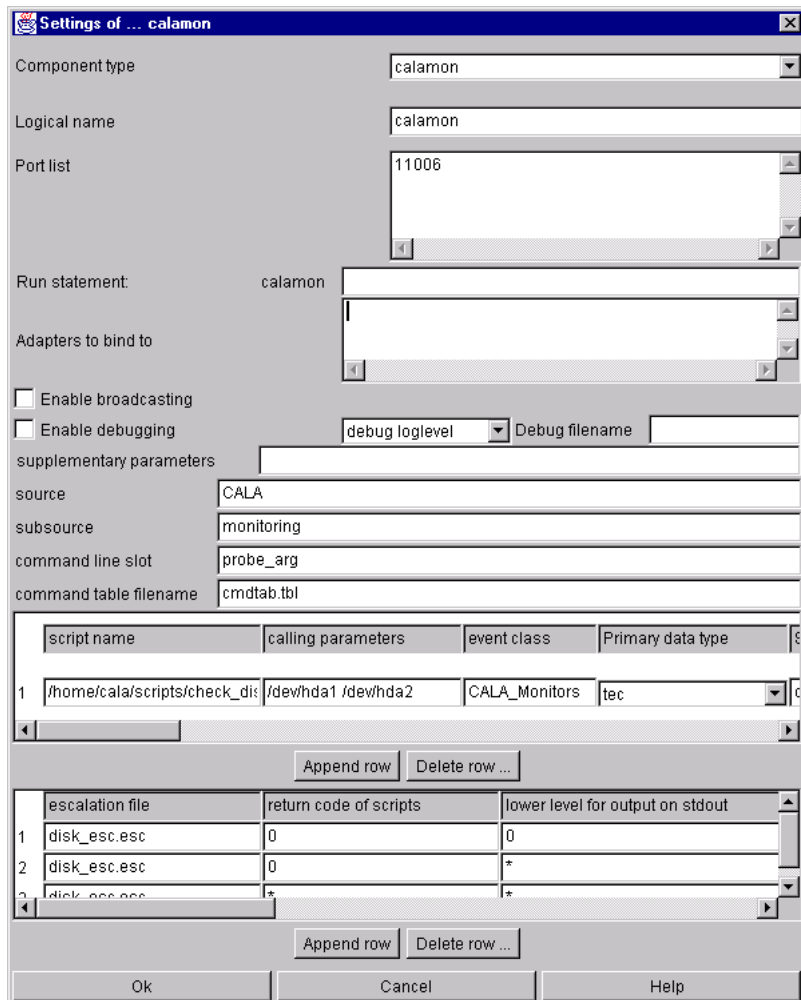 Settings of ... calamon
Component type calamon
Logical name calamon
Port list 11006
Run statement: calamon
Adapters to bind to
Enable broadcasting
Enable debugging debug loglevel Debug filename
supplementary parameters
source CALA
subsource monitoring
command line slot probe_arg
command table filename cmdtab.tbl
script name calling parameters event class Primary data type
1 /home/cala/scripts/check_dis /dev/hda1 /dev/hda2 CALA_Monitors tec
Append row Delete row ...
escalation file return code of scripts lower level for output on stdout
1 disk_esc.esc 0 0
2 disk_esc.esc 0 *
disk_esc.esc * *
Append row Delete row ...
Ok Cancel Help